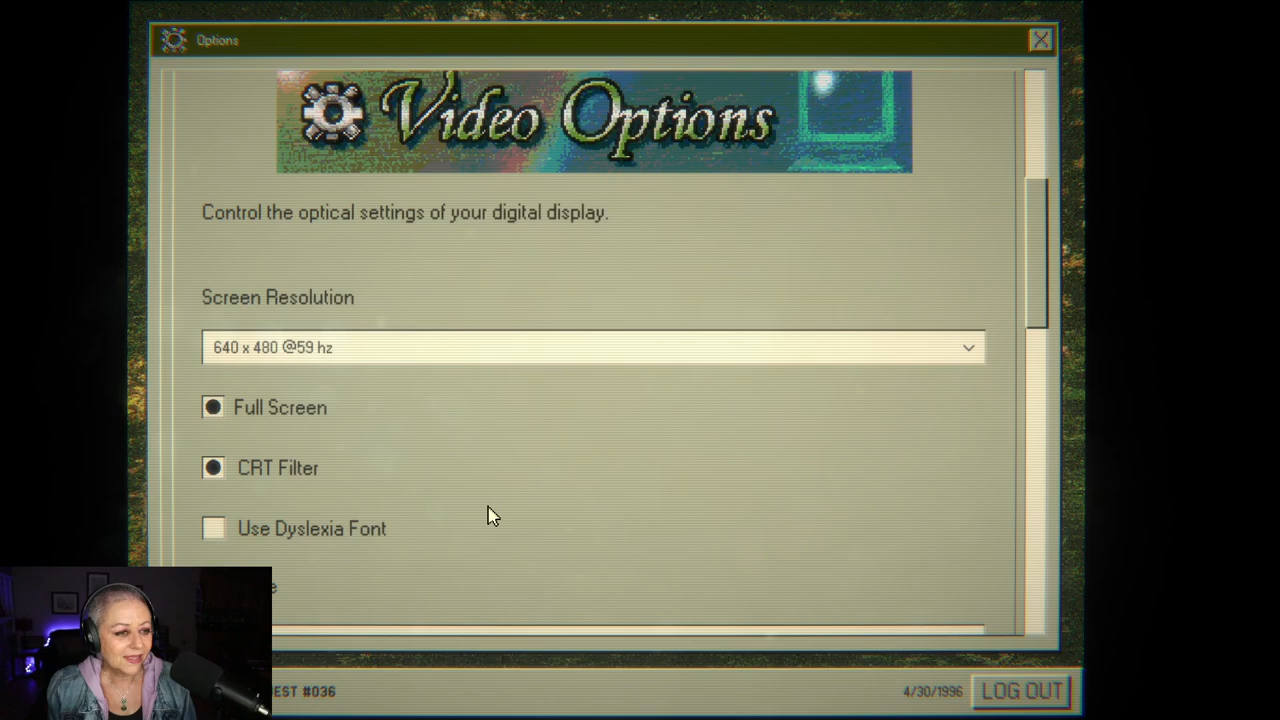 Options
Video Options
Control the optical settings of your digital display.
Screen Resolution
640 x 480 @59 hz
Full Screen
CRT Filter
Use Dyslexia Font
#036
4/30/1996
LOG OUT